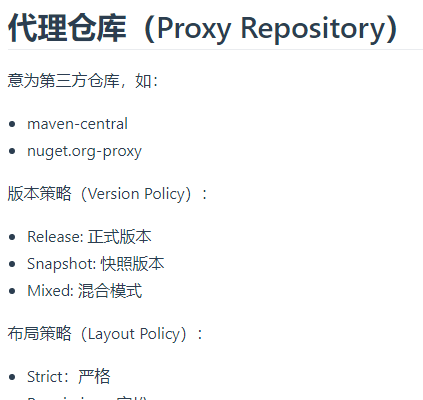 代理仓库（Proxy Repository）
意为第三方仓库，如：
maven-central
nuget.org-proxy
版本策略（Version Policy）：
Release: 正式版本
Snapshot: 快照版本
Mixed: 混合模式
布局策略（Layout Policy）：
Strict：严格